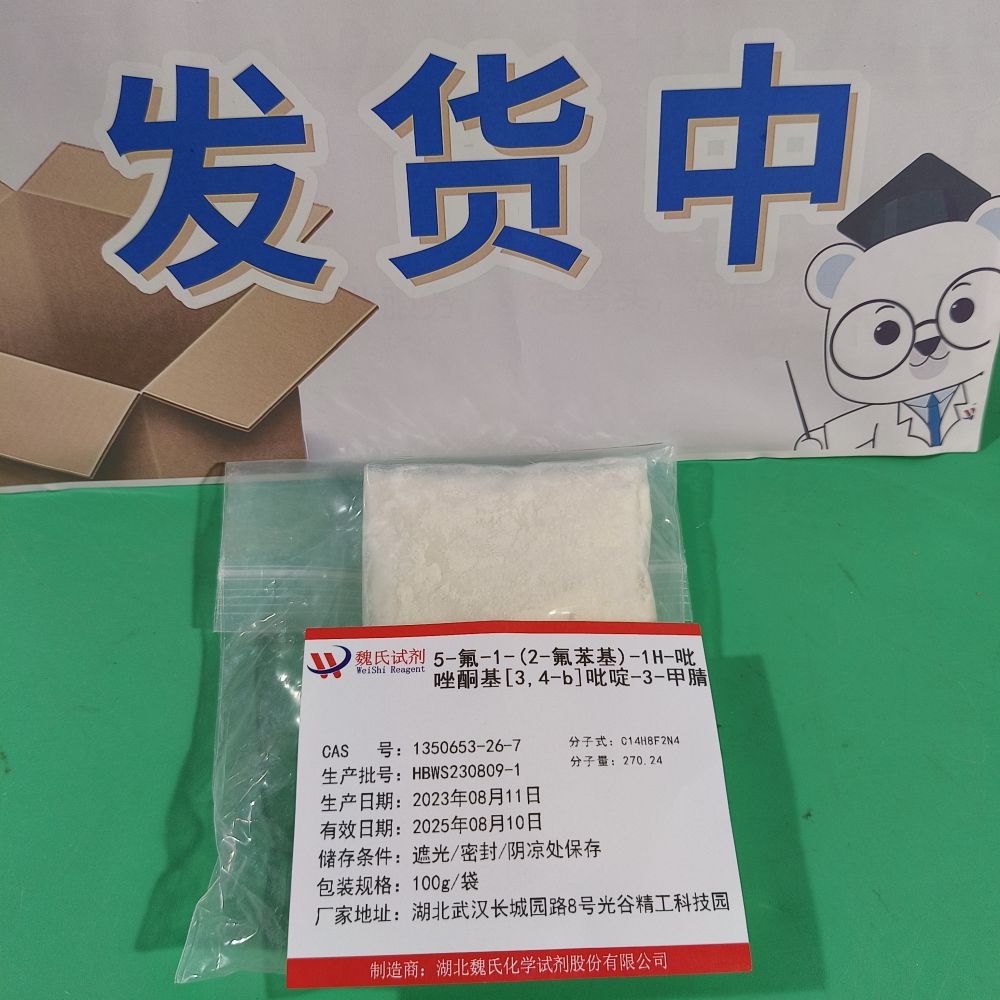 发货中
魏氏试剂
WeiShi Reagent
5-氟-1-(2-氟苯基)-1H-吡
唑酮基[3,4-b]吡啶-3-甲腈
CAS 号: 1350653-26-7
分子式: C14H8F2N4
分子量: 270.24
生产批号: HBWS230809-1
生产日期: 2023年08月11日
有效日期: 2025年08月10日
储存条件: 遮光/密封/阴凉处保存
包装规格: 100g/袋
厂家地址: 湖北武汉长城园路8号光谷精工科技园
制造商: 湖北魏氏化学试剂股份有限公司